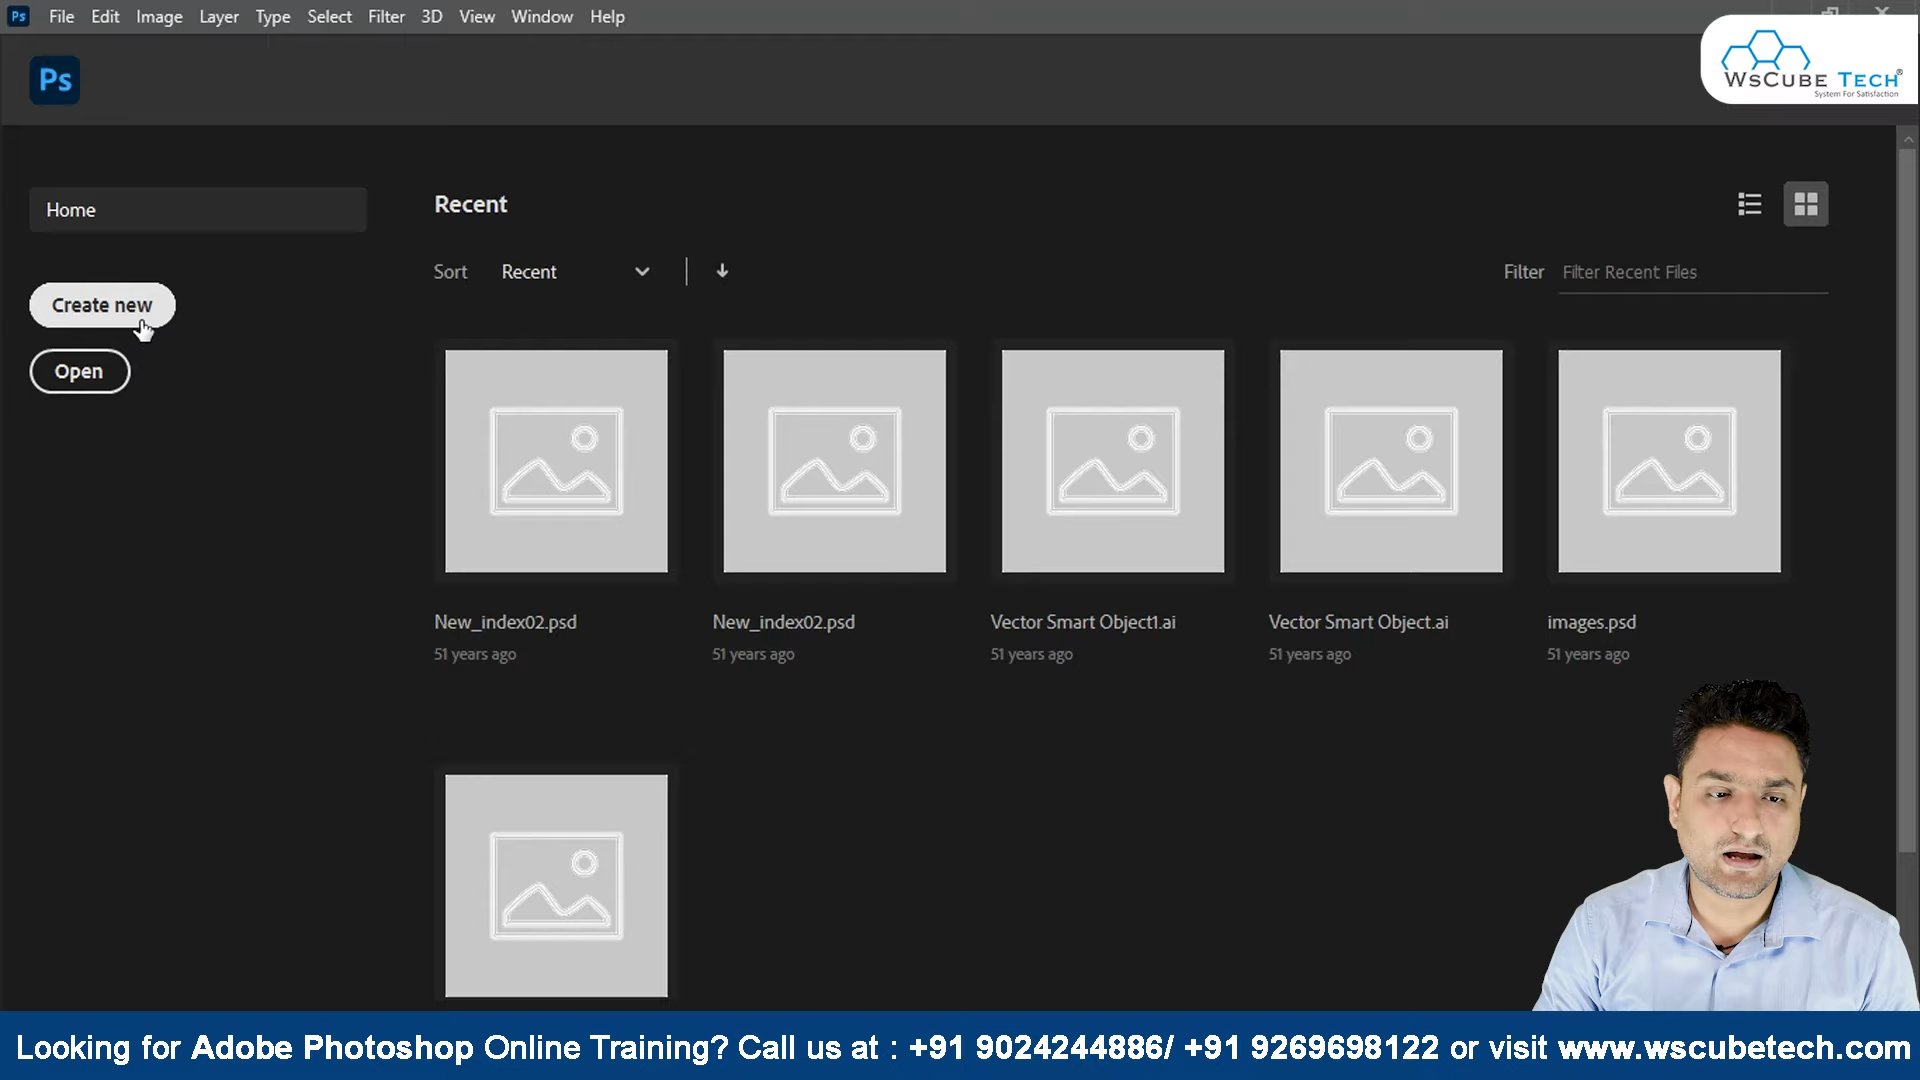 Ps File Edit Image Layer Type Select Filter 3D View Window Help
Ps
WsCube Tech®
System For Satisfaction
Home
Recent
Sort Recent
Filter Filter Recent Files
Create new
Open
New_index02.psd
51 years ago
New_index02.psd
51 years ago
Vector Smart Object1.ai
51 years ago
Vector Smart Object.ai
51 years ago
images.psd
51 years ago
Looking for Adobe Photoshop Online Training? Call us at : +91 9024244886/ +91 9269698122 or visit www.wscubetech.com